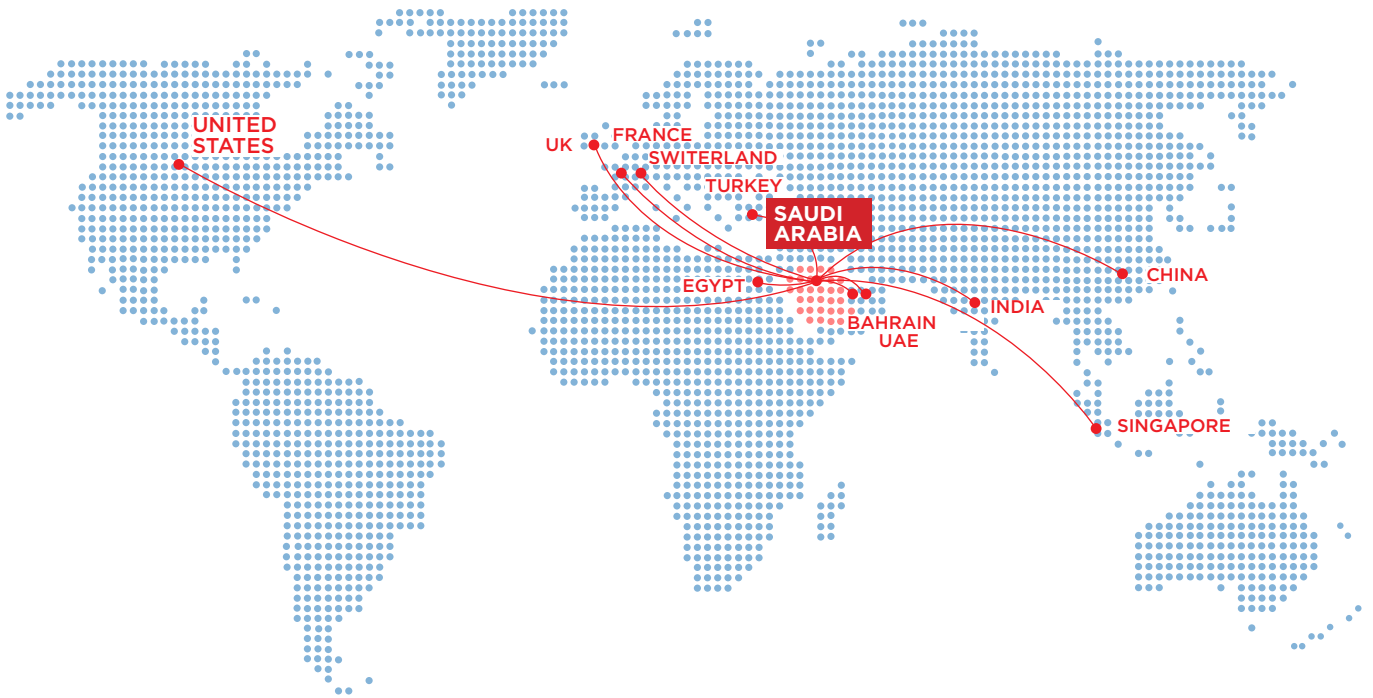 UNITED
STATES
UK
FRANCE
SWITERLAND
TURKEY
SAUDI
ARABIA
EGYPT
CHINA
INDIA
BAHRAIN
UAE
SINGAPORE